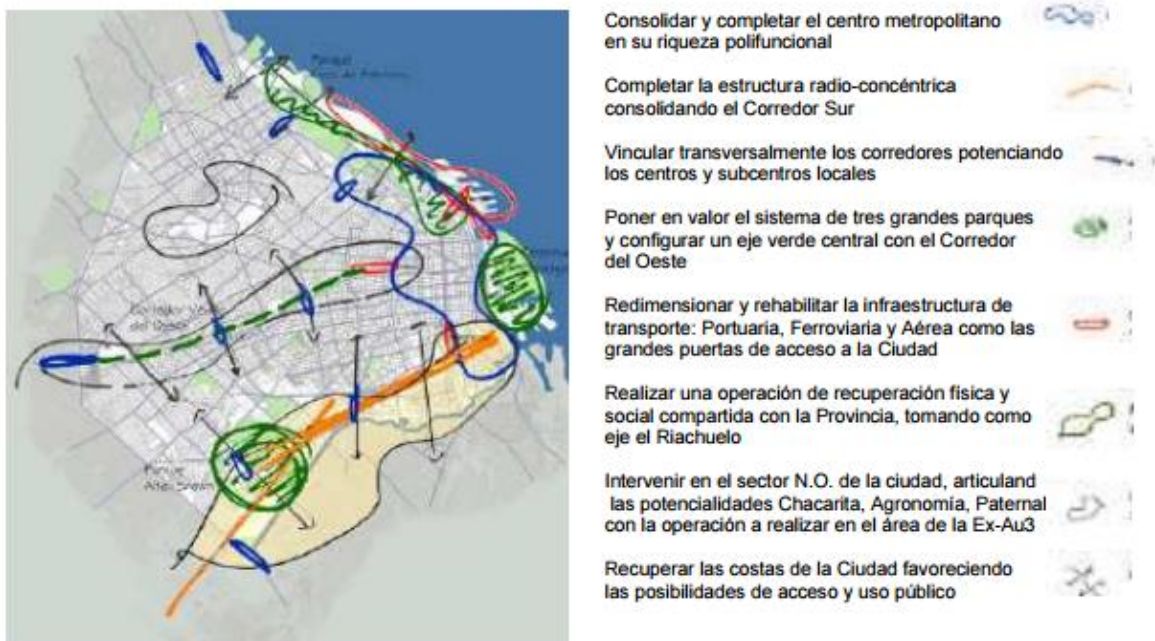 Parque
Corredor Verde
del Oeste
Parque
Alte. Brown
Consolidar y completar el centro metropolitano
en su riqueza polifuncional
Completar la estructura radio-concéntrica
consolidando el Corredor Sur
Vincular transversalmente los corredores potenciando
los centros y subcentros locales
Poner en valor el sistema de tres grandes parques
y configurar un eje verde central con el Corredor
del Oeste
Redimensionar y rehabilitar la infraestructura de
transporte: Portuaria, Ferroviaria y Aérea como las
grandes puertas de acceso a la Ciudad
Realizar una operación de recuperación física y
social compartida con la Provincia, tomando como
eje el Riachuelo
Intervenir en el sector N.O. de la ciudad, articuland
las potencialidades Chacarita, Agronomía, Paternal
con la operación a realizar en el área de la Ex-Au3
Recuperar las costas de la Ciudad favoreciendo
las posibilidades de acceso y uso público